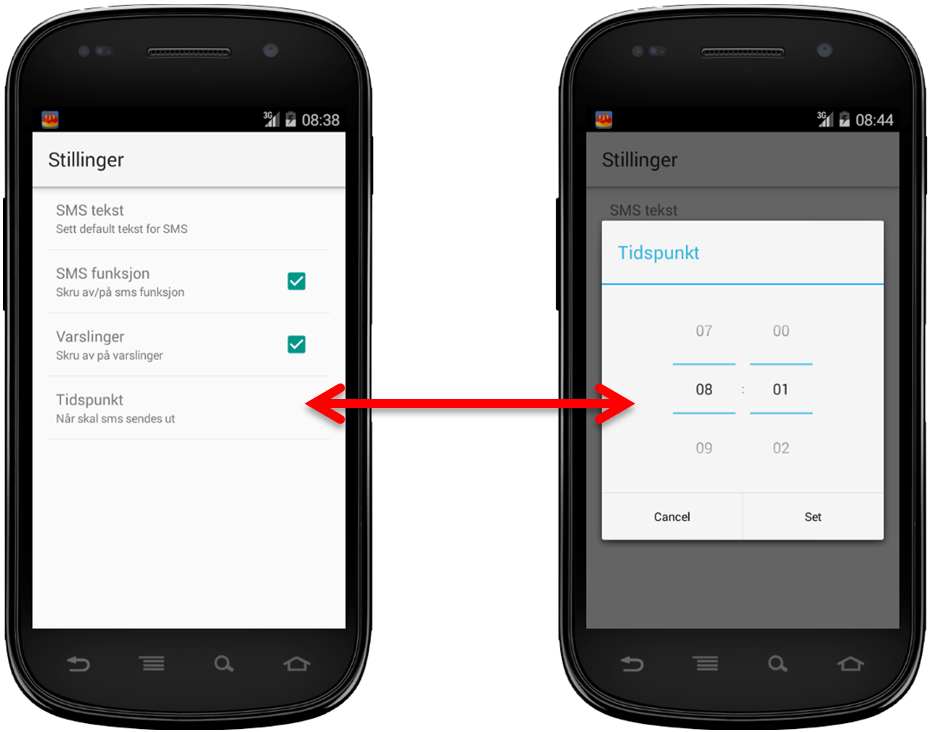 3G 08:38
Stillinger
SMS tekst
Sett default tekst for SMS
SMS funksjon
Skru av/på sms funksjon
Varslinger
Skru av på varslinger
Tidspunkt
Når skal sms sendes ut
3G 08:44
Stillinger
SMS tekst
Tidspunkt
07 00
08 : 01
09 02
Cancel Set